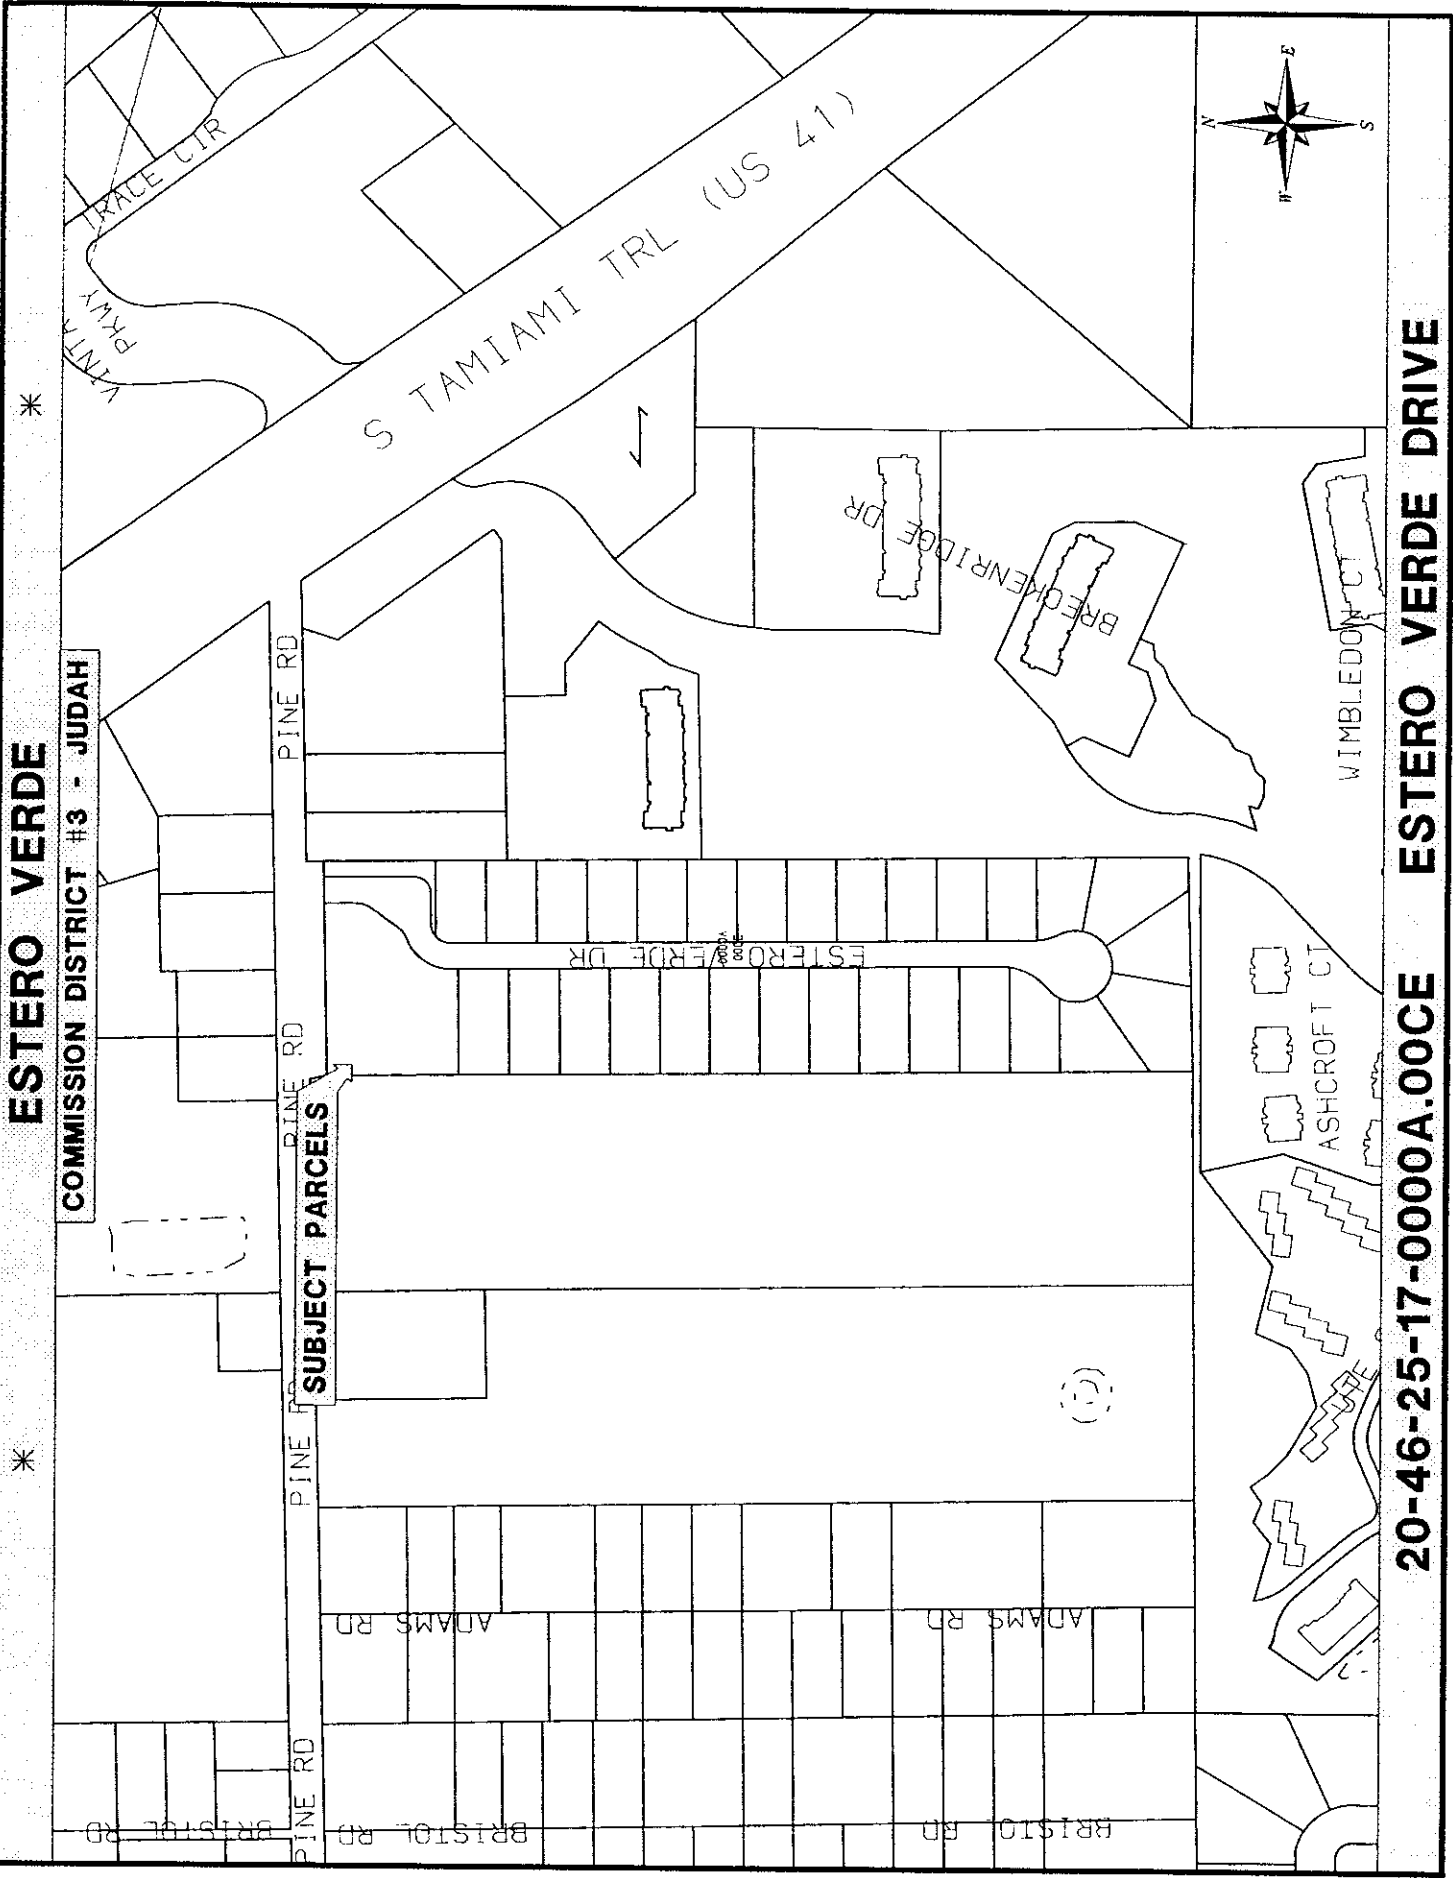 * ESTERO VERDE *
COMMISSION DISTRICT #3 - JUDAH
TRACE CIR
PKWY
S TAMIAMI TRL (US 41)
N
E
S
W
PINE RD
PINE RD
PINE RD
PINE RD
SUBJECT PARCELS
ESTERO VERDE DR
0000A
00CE
BRECKENRIDGE DR
WIMBLEDON CT
ASHCROFT CT
ADAMS RD
ADAMS RD
BRISTOL RD
BRISTOL RD
BRISTOL RD
PINE RD
20-46-25-17-0000A.00CE ESTERO VERDE DRIVE